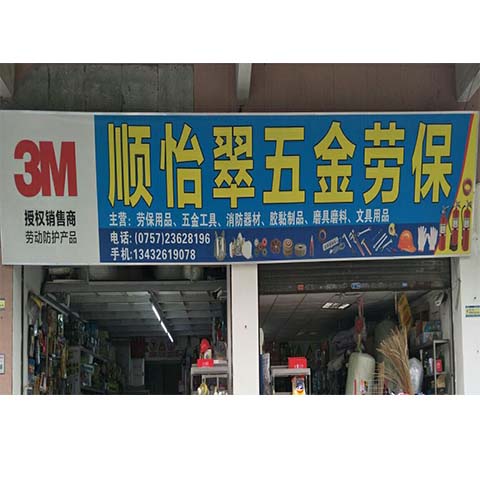 3M
授权销售商
劳动防护产品
顺怡翠五金劳保
主营：劳保用品、五金工具、消防器材、胶黏制品、磨具磨料、文具用品
电话:(0757)23628196
手机:13432619078